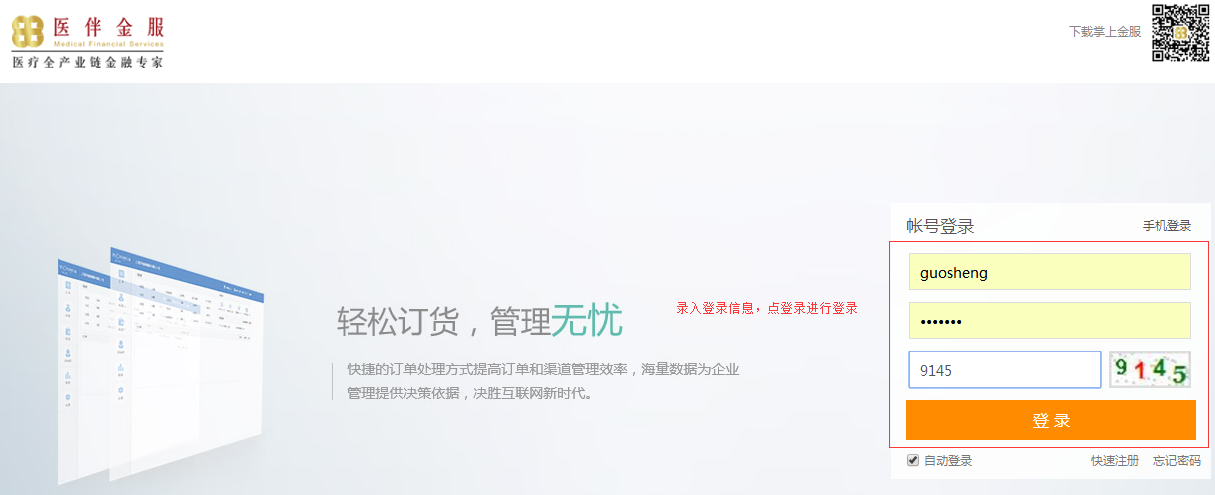 医伴金服
Medical Financial Services
医疗全产业链金融专家
下载掌上金服
帐号登录
手机登录
guosheng
•••••••
9145
9145
登 录
自动登录
快速注册
忘记密码
轻松订货，管理无忧
录入登录信息，点登录进行登录
快捷的订单处理方式提高订单和渠道管理效率，海量数据为企业
管理提供决策依据，决胜互联网新时代。